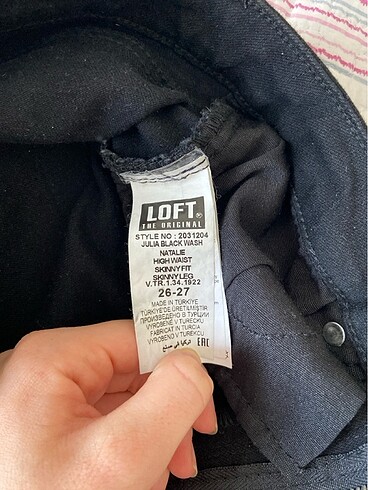 LOFT®
THE ORIGINAL
STYLE NO : 2031204
JULIA BLACK WASH
NATALIE
HIGH WAIST
SKINNY FIT
SKINNY LEG
V.TR.1.34.1922
26-27
MADE IN TÜRKİYE
TÜRKİYE'DE ÜRETİLMİŞTİR
ПРОИЗВЕДЕНО В ТУРЦИИ
VYROBENE V TURECKU
FABRICAT IN TURCIA
VYROBENO V TURECKU
EAC